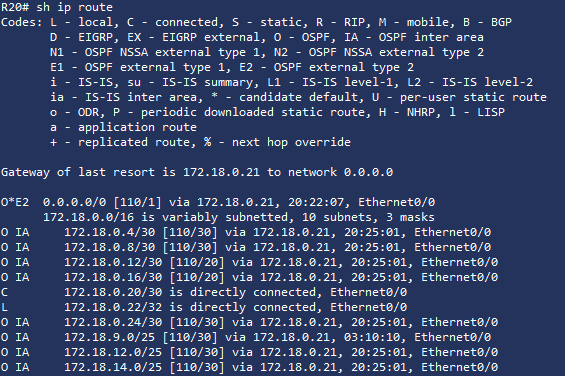 R20# sh ip route
Codes: L - local, C - connected, S - static, R - RIP, M - mobile, B - BGP
       D - EIGRP, EX - EIGRP external, O - OSPF, IA - OSPF inter area
       N1 - OSPF NSSA external type 1, N2 - OSPF NSSA external type 2
       E1 - OSPF external type 1, E2 - OSPF external type 2
       i - IS-IS, su - IS-IS summary, L1 - IS-IS level-1, L2 - IS-IS level-2
       ia - IS-IS inter area, * - candidate default, U - per-user static route
       o - ODR, P - periodic downloaded static route, H - NHRP, l - LISP
       a - application route
       + - replicated route, % - next hop override

Gateway of last resort is 172.18.0.21 to network 0.0.0.0

O*E2  0.0.0.0/0 [110/1] via 172.18.0.21, 20:22:07, Ethernet0/0
      172.18.0.0/16 is variably subnetted, 10 subnets, 3 masks
O IA     172.18.0.4/30 [110/30] via 172.18.0.21, 20:25:01, Ethernet0/0
O IA     172.18.0.8/30 [110/30] via 172.18.0.21, 20:25:01, Ethernet0/0
O IA     172.18.0.12/30 [110/20] via 172.18.0.21, 20:25:01, Ethernet0/0
O IA     172.18.0.16/30 [110/20] via 172.18.0.21, 20:25:01, Ethernet0/0
C        172.18.0.20/30 is directly connected, Ethernet0/0
L        172.18.0.22/32 is directly connected, Ethernet0/0
O IA     172.18.0.24/30 [110/30] via 172.18.0.21, 20:25:01, Ethernet0/0
O IA     172.18.9.0/25 [110/30] via 172.18.0.21, 03:10:10, Ethernet0/0
O IA     172.18.12.0/25 [110/30] via 172.18.0.21, 20:25:01, Ethernet0/0
O IA     172.18.14.0/25 [110/30] via 172.18.0.21, 20:25:01, Ethernet0/0